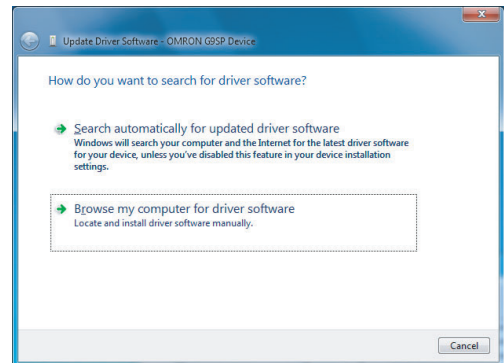 Update Driver Software - OMRON G9SP Device
How do you want to search for driver software?
Search automatically for updated driver software
Windows will search your computer and the Internet for the latest driver software
for your device, unless you've disabled this feature in your device installation
settings.
Browse my computer for driver software
Locate and install driver software manually.
Cancel